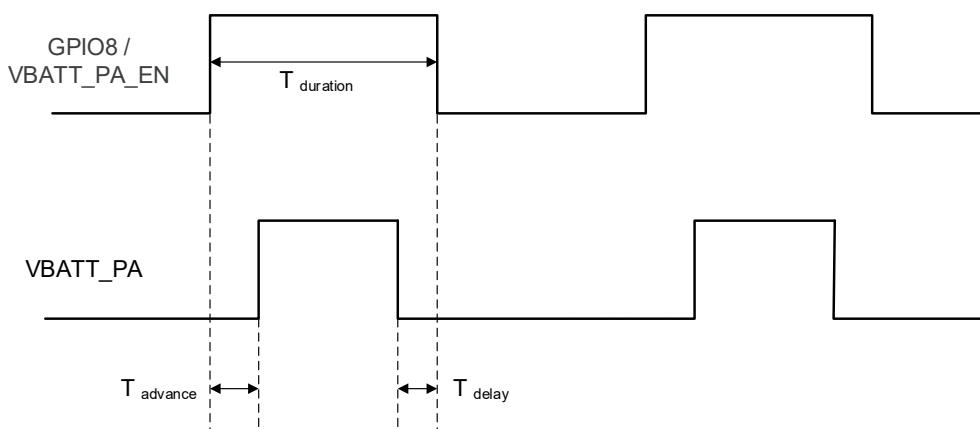 GPIO8 /
VBATT_PA_EN
T duration
VBATT_PA
T advance
T delay